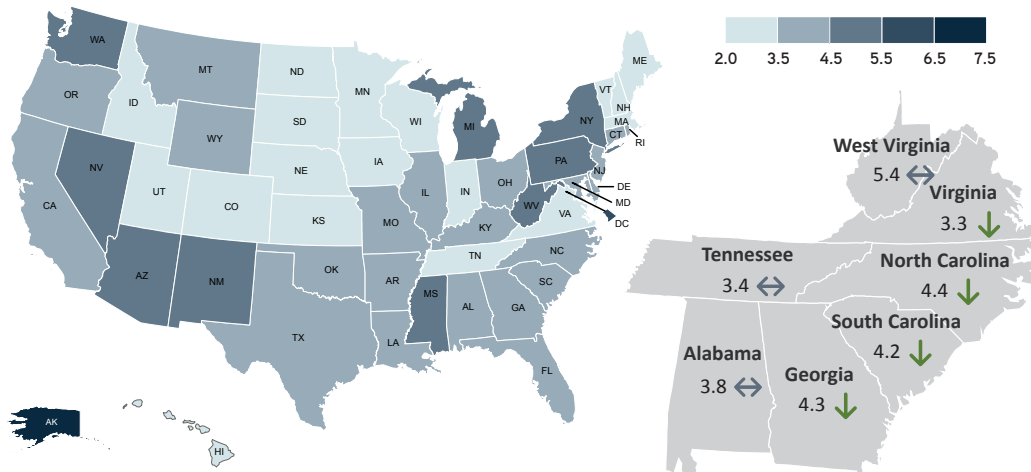 2.0 3.5 4.5 5.5 6.5 7.5
WA
MT
ND
MN
ME
OR
ID
SD
WI
MI
VT
NH
NY
MA
CT
RI
WY
NE
IA
PA
NJ
NV
UT
CO
KS
MO
IL
IN
OH
DE
MD
DC
WV
VA
KY
CA
AZ
NM
OK
AR
TN
NC
SC
MS
AL
GA
TX
LA
FL
AK
HI
West Virginia
5.4
Virginia
3.3
Tennessee
3.4
North Carolina
4.4
South Carolina
4.2
Alabama
3.8
Georgia
4.3